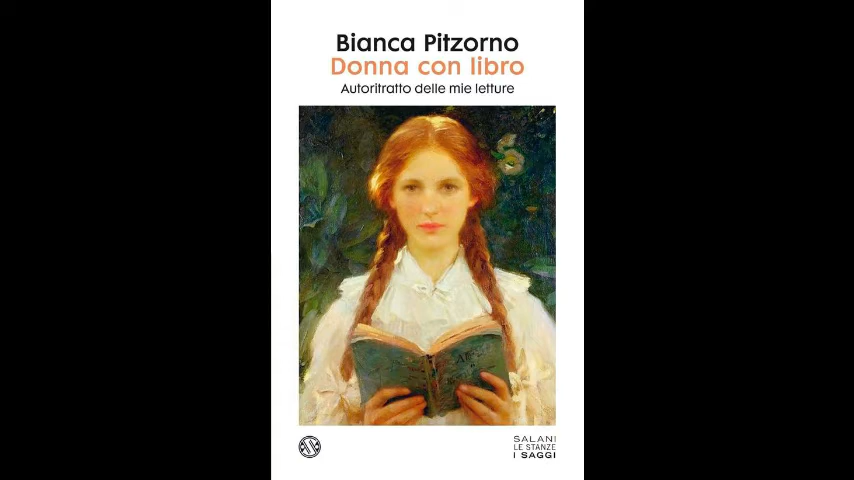 Bianca Pitzorno
Donna con libro
Autoritratto delle mie letture
SALANI
LE STANZE
I SAGGI